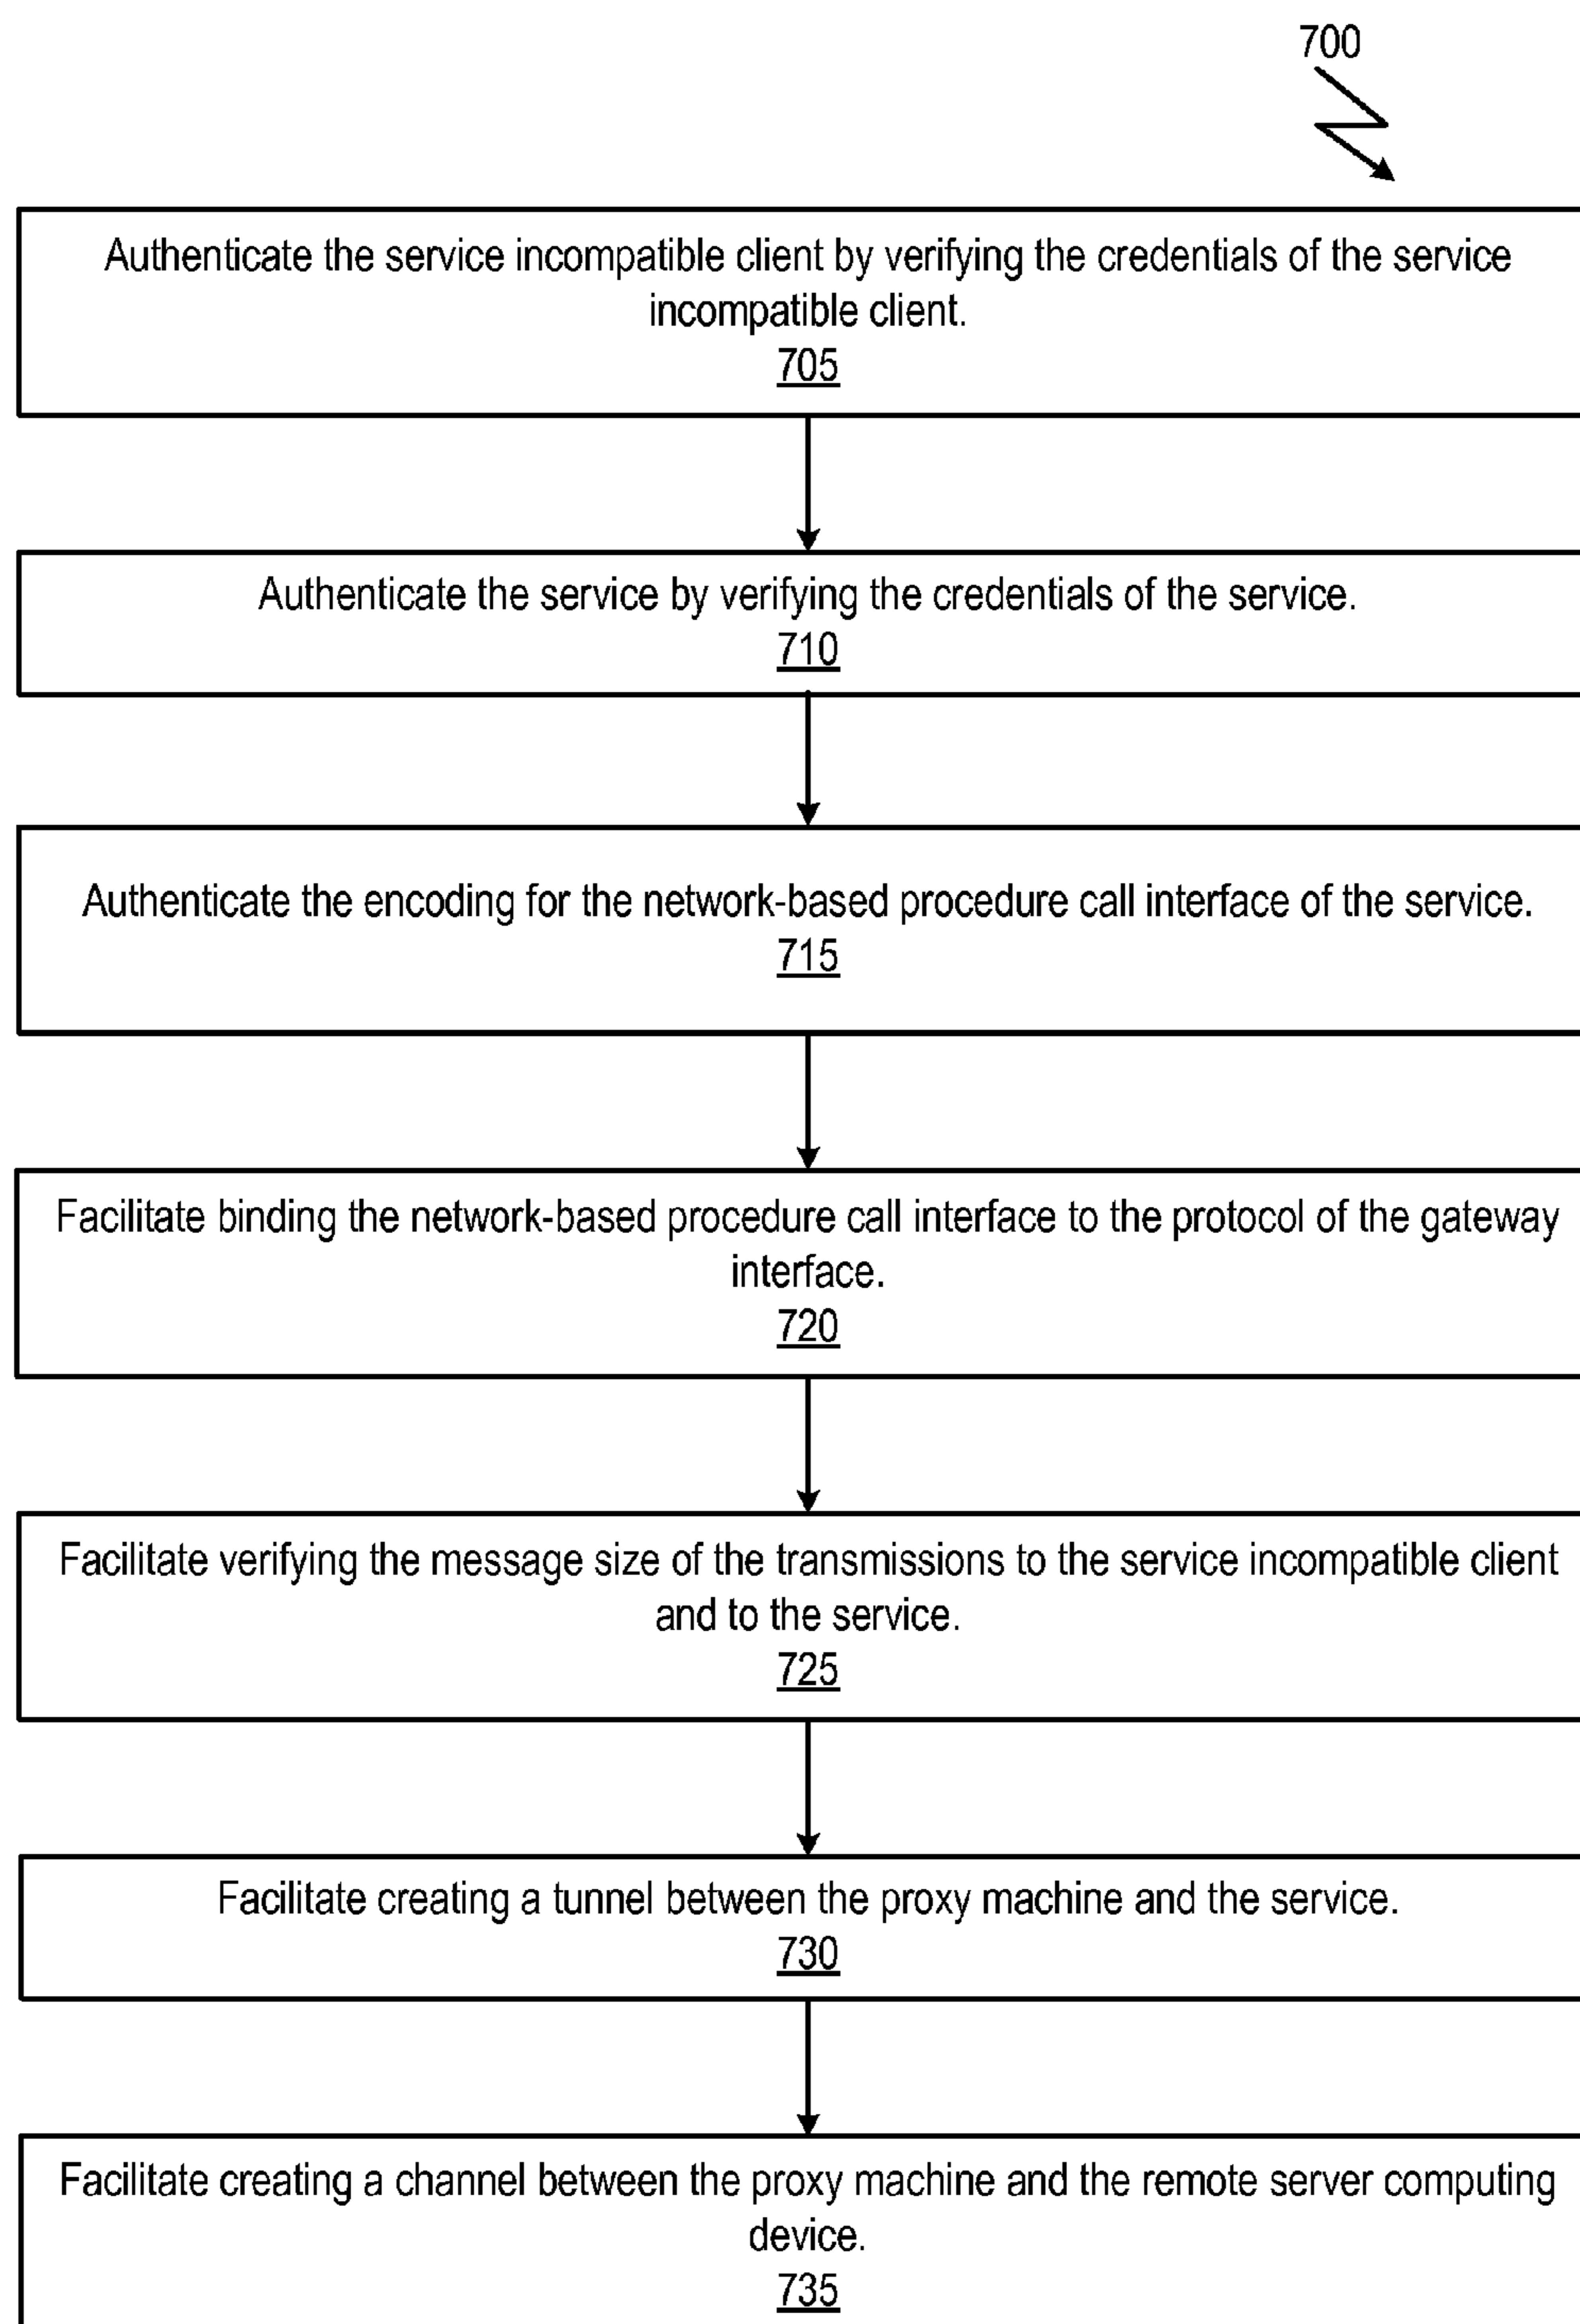 700
Authenticate the service incompatible client by verifying the credentials of the service
incompatible client.
705
Authenticate the service by verifying the credentials of the service.
710
Authenticate the encoding for the network-based procedure call interface of the service.
715
Facilitate binding the network-based procedure call interface to the protocol of the gateway
interface.
720
Facilitate verifying the message size of the transmissions to the service incompatible client
and to the service.
725
Facilitate creating a tunnel between the proxy machine and the service.
730
Facilitate creating a channel between the proxy machine and the remote server computing
device.
735